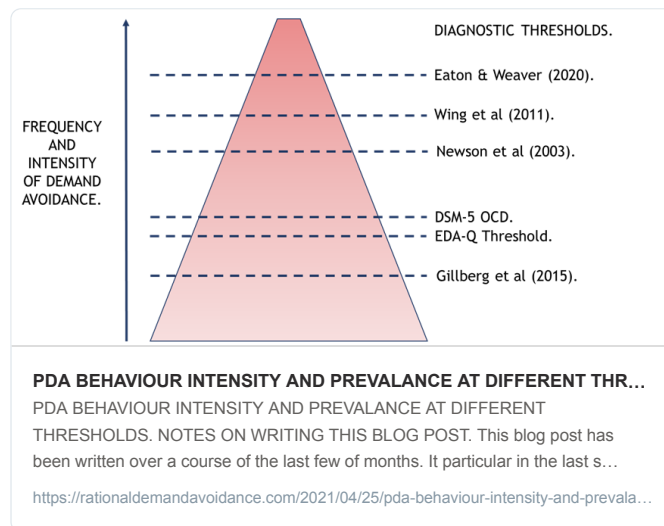 DIAGNOSTIC THRESHOLDS.
Eaton & Weaver (2020).
Wing et al (2011).
FREQUENCY
AND
INTENSITY
OF DEMAND
AVOIDANCE.
Newson et al (2003).
DSM-5 OCD.
EDA-Q Threshold.
Gillberg et al (2015).
PDA BEHAVIOUR INTENSITY AND PREVALANCE AT DIFFERENT THR...
PDA BEHAVIOUR INTENSITY AND PREVALANCE AT DIFFERENT
THRESHOLDS. NOTES ON WRITING THIS BLOG POST. This blog post has
been written over a course of the last few of months. It particular in the last s...
https://rationaldemandavoidance.com/2021/04/25/pda-behaviour-intensity-and-prevala...